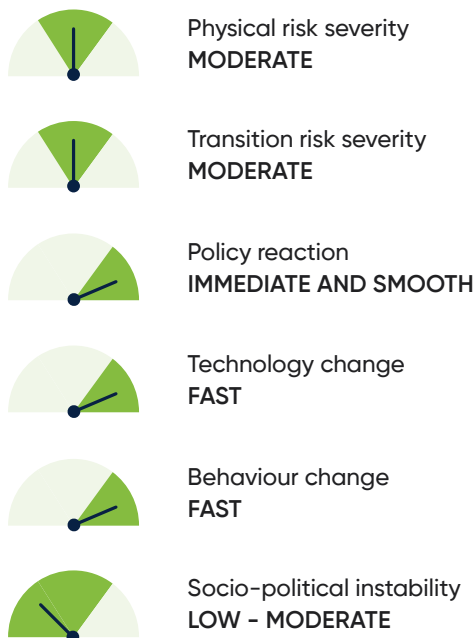 Physical risk severity
MODERATE
Transition risk severity
MODERATE
Policy reaction
IMMEDIATE AND SMOOTH
Technology change
FAST
Behaviour change
FAST
Socio-political instability
LOW - MODERATE